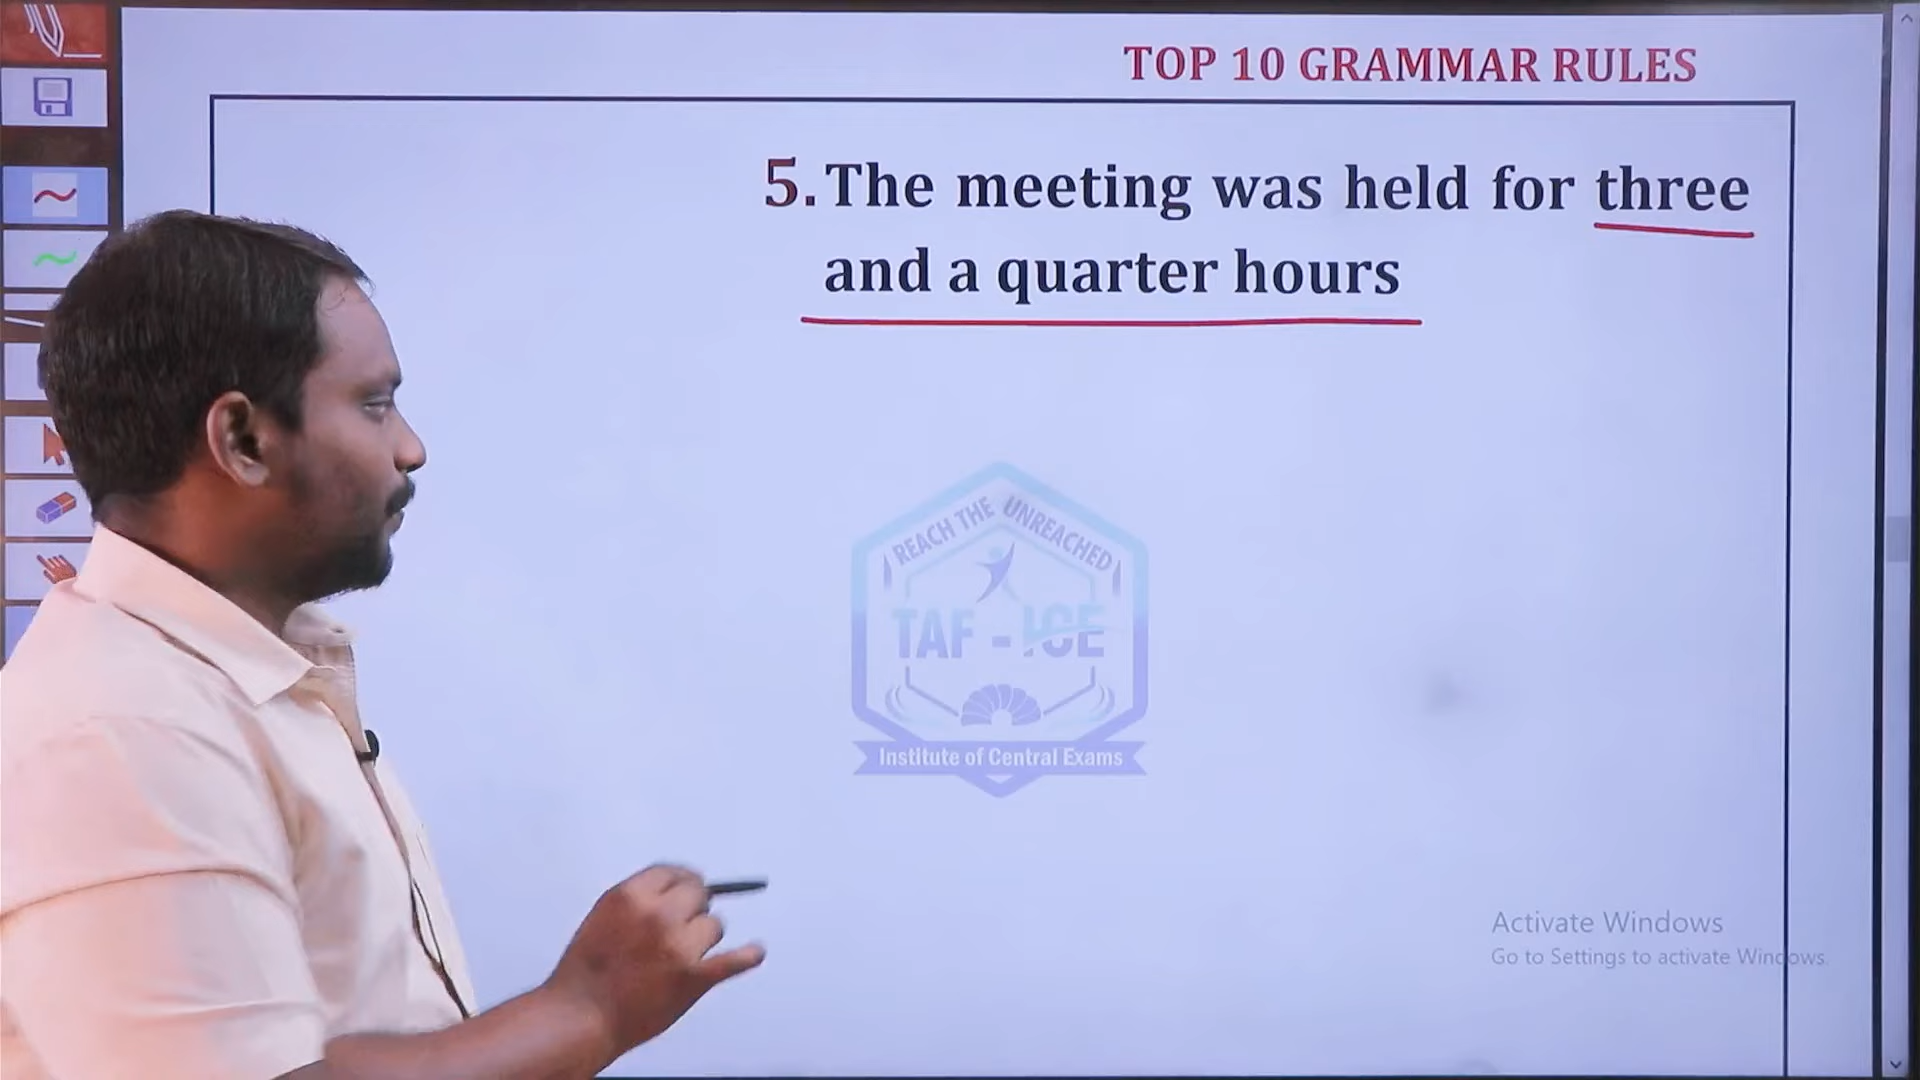 TOP 10 GRAMMAR RULES
5. The meeting was held for three
and a quarter hours
REACH THE UNREACHED
TAF - ICE
Institute of Central Exams
Activate Windows
Go to Settings to activate Windows.